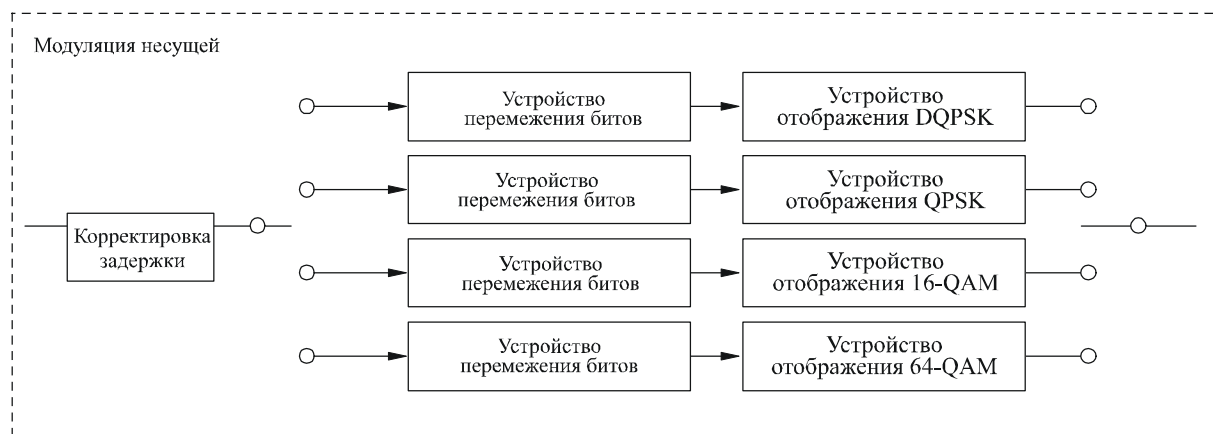 Модуляция несущей
Устройство
перемежения битов
Устройство
отображения DQPSK
Устройство
перемежения битов
Устройство
отображения QPSK
Корректировка
задержки
Устройство
перемежения битов
Устройство
отображения 16-QAM
Устройство
перемежения битов
Устройство
отображения 64-QAM